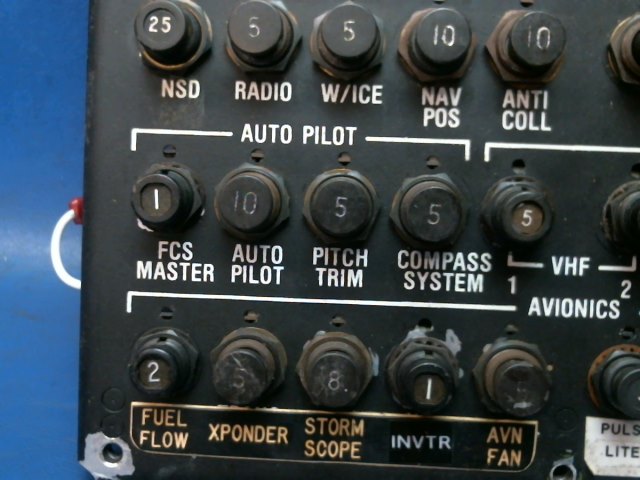 25 5 5 10 10
NSD RADIO W/ICE NAV POS ANTI COLL
AUTO PILOT
1 10 5 5 5
FCS MASTER AUTO PILOT PITCH TRIM COMPASS SYSTEM 1 VHF 2
AVIONICS
2 5 8 1
FUEL FLOW XPONDER STORM SCOPE INVTR AVN FAN
PULS
LITE